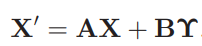 𝐗′ = 𝐀𝐗 + 𝐁ϒ.